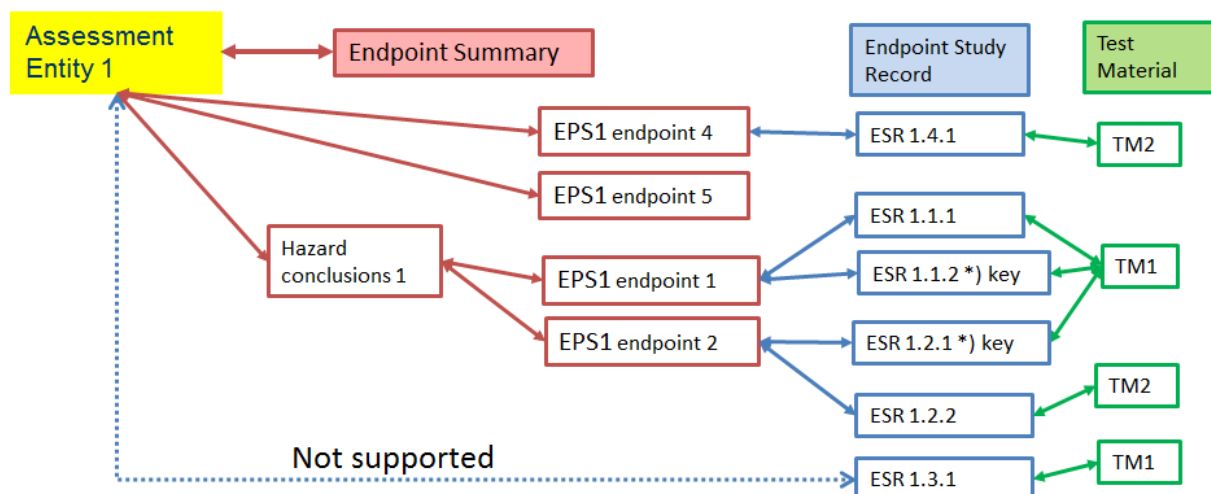 Assessment
Entity 1
Endpoint Summary
Endpoint Study
Record
Test
Material
EPS1 endpoint 4
ESR 1.4.1
TM2
EPS1 endpoint 5
ESR 1.1.1
Hazard
conclusions 1
EPS1 endpoint 1
ESR 1.1.2 *) key
TM1
EPS1 endpoint 2
ESR 1.2.1 *) key
TM2
ESR 1.2.2
Not supported
ESR 1.3.1
TM1